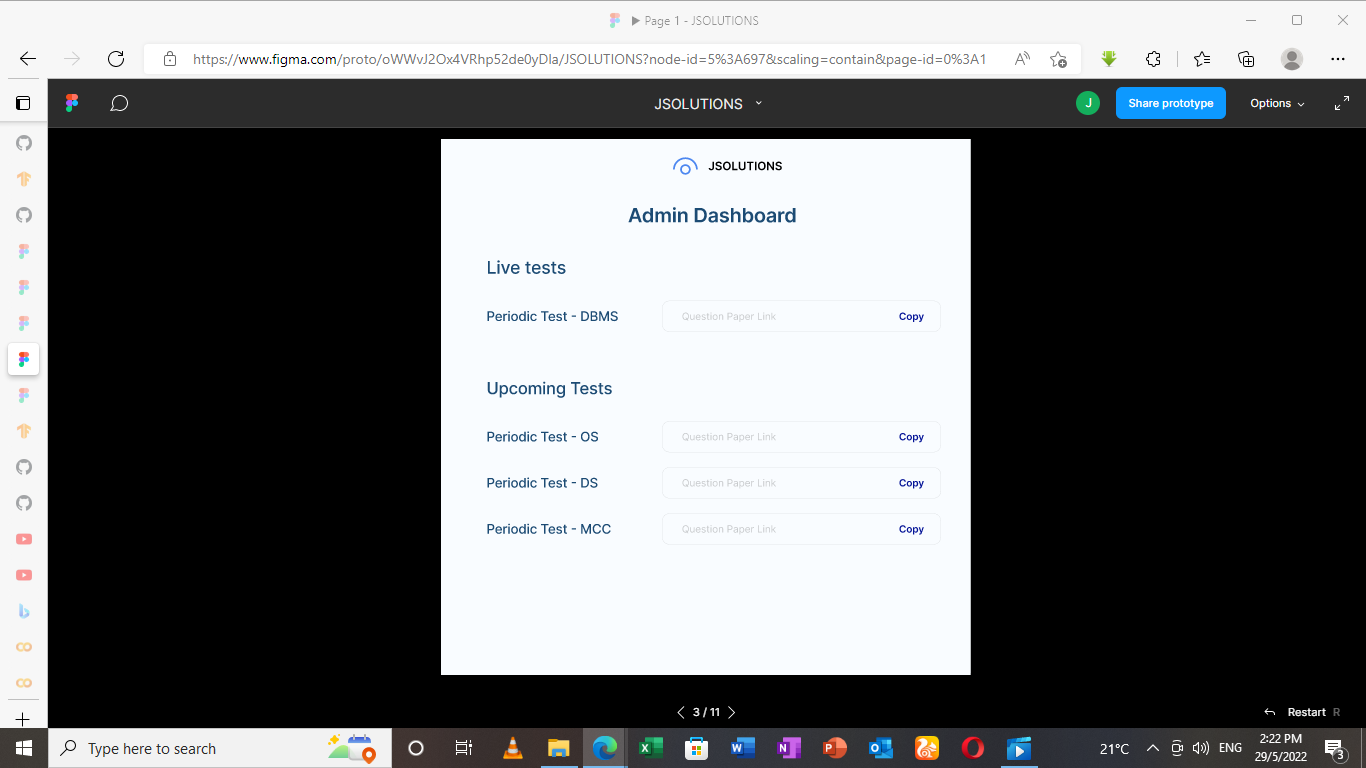 ▶ Page 1 - JSOLUTIONS
https://www.figma.com/proto/oWWvJ2Ox4VRhp52de0yDla/JSOLUTIONS?node-id=5%3A697&scaling=contain&page-id=0%3A1
JSOLUTIONS
J
Share prototype
Options
JSOLUTIONS
Admin Dashboard
Live tests
Periodic Test - DBMS Question Paper Link Copy
Upcoming Tests
Periodic Test - OS Question Paper Link Copy
Periodic Test - DS Question Paper Link Copy
Periodic Test - MCC Question Paper Link Copy
3 / 11
Restart R
Type here to search
21°C
ENG
2:22 PM
29/5/2022
3